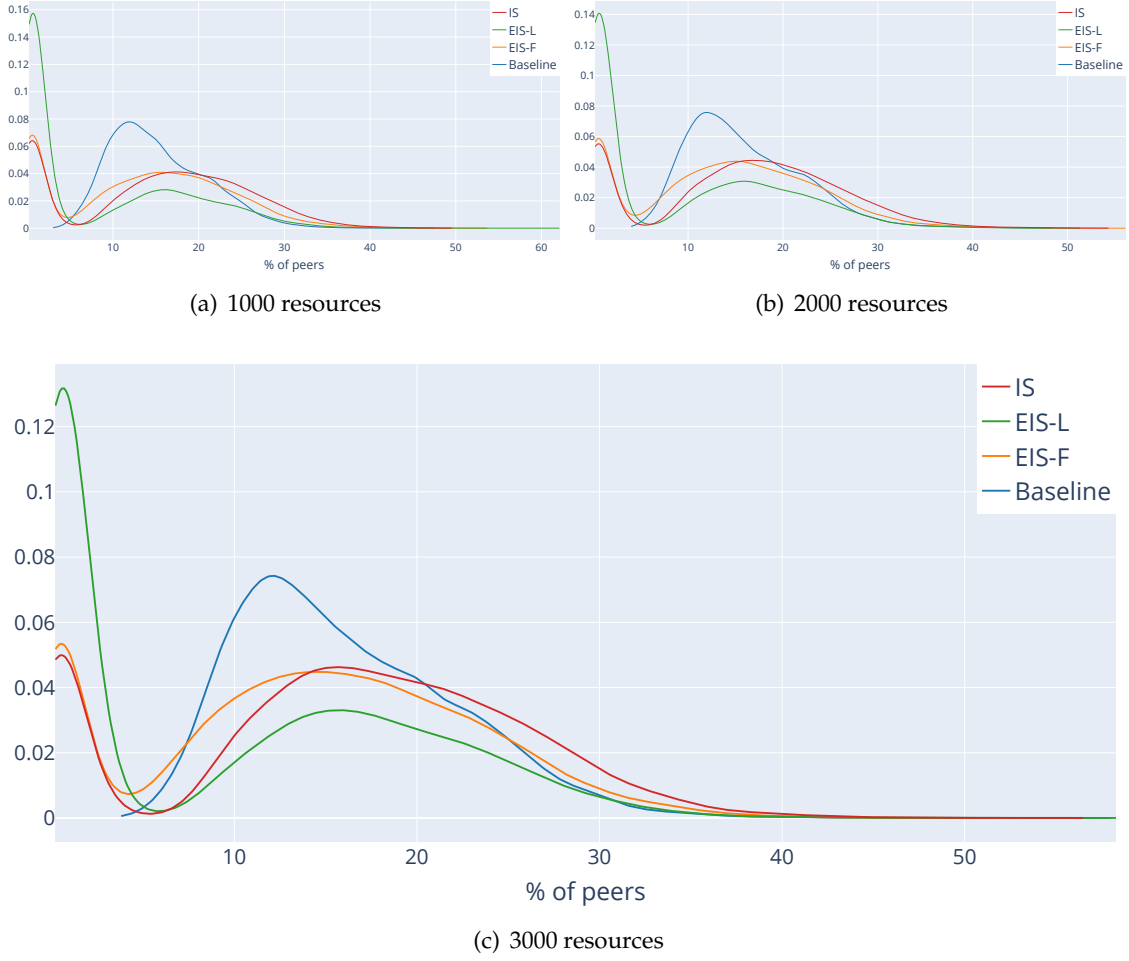 0.16
0.14
0.12
0.1
0.08
0.06
0.04
0.02
0
10
20
30
40
50
60
% of peers
IS
EIS-L
EIS-F
Baseline
(a) 1000 resources
0.14
0.12
0.1
0.08
0.06
0.04
0.02
0
10
20
30
40
50
% of peers
IS
EIS-L
EIS-F
Baseline
(b) 2000 resources
0.12
0.1
0.08
0.06
0.04
0.02
0
10
20
30
40
50
% of peers
IS
EIS-L
EIS-F
Baseline
(c) 3000 resources